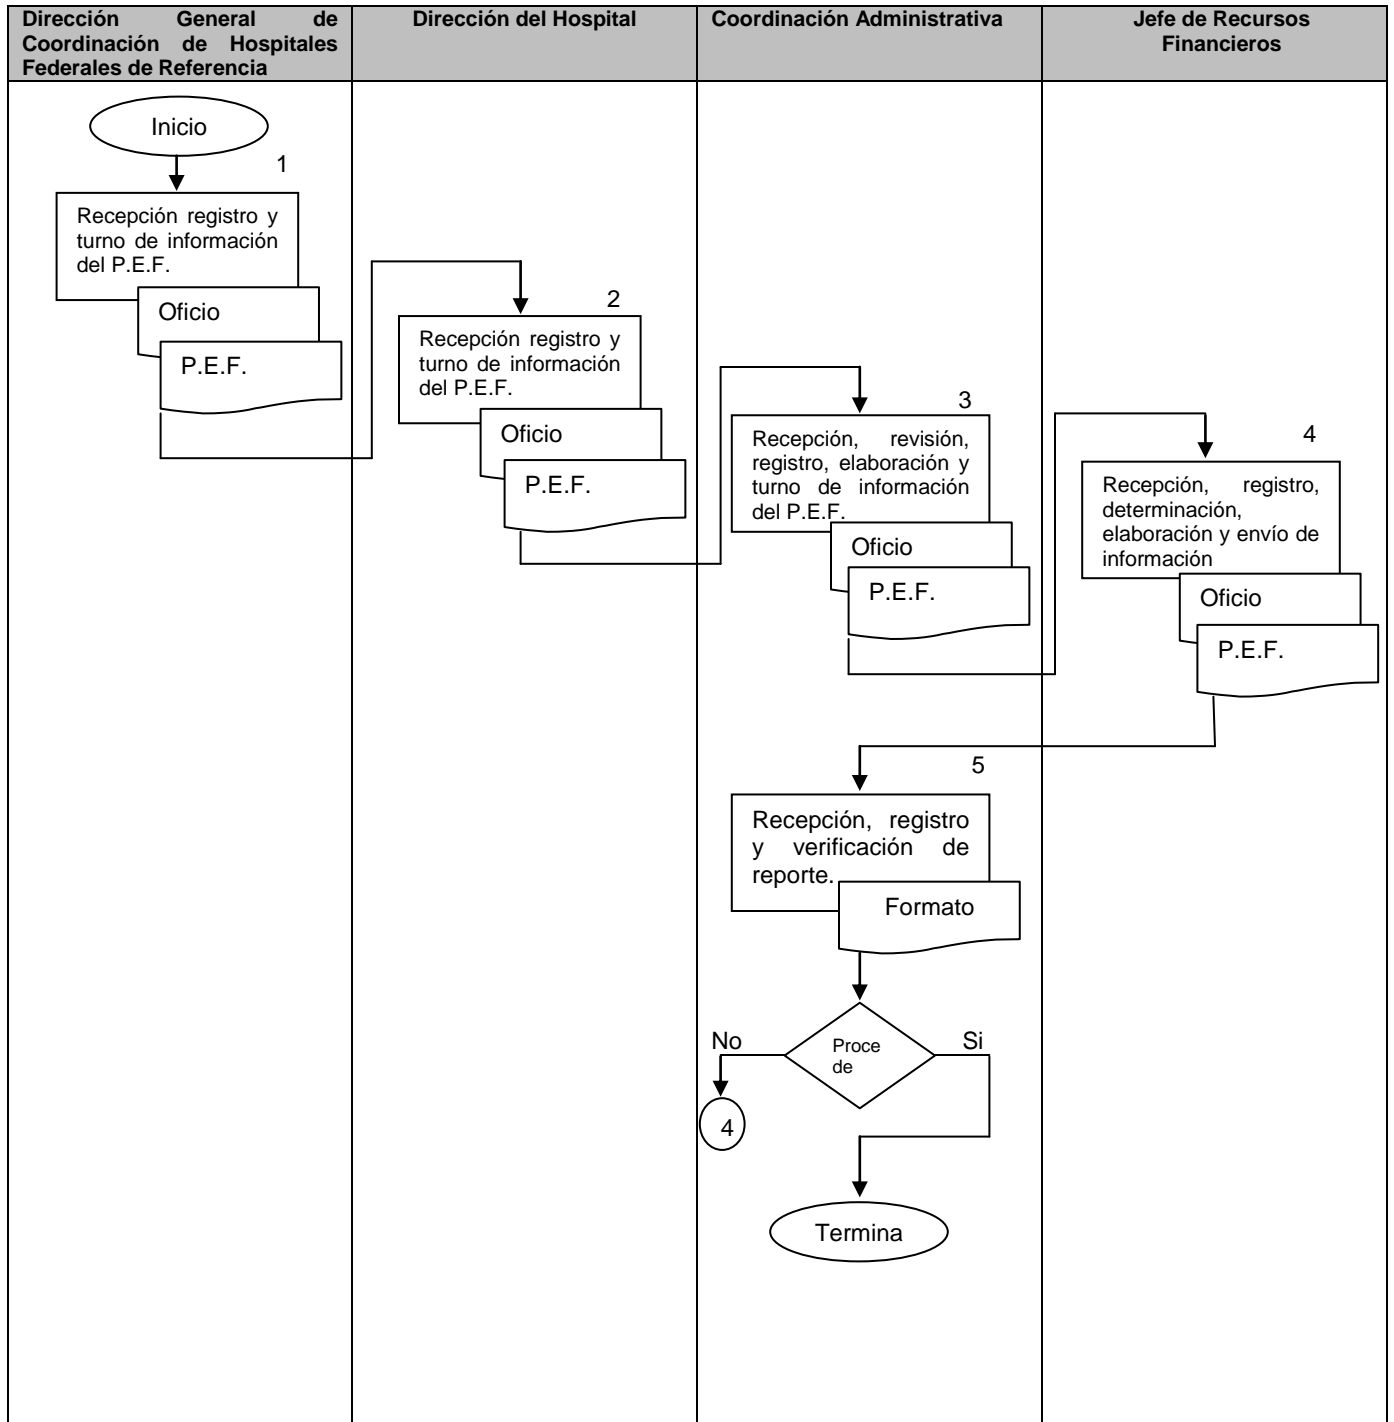 Dirección General de
Coordinación de Hospitales
Federales de Referencia
Dirección del Hospital
Coordinación Administrativa
Jefe de Recursos
Financieros
Inicio
1
Recepción registro y
turno de información
del P.E.F.
Oficio
P.E.F.
2
Recepción registro y
turno de información
del P.E.F.
Oficio
P.E.F.
3
Recepción, revisión,
registro, elaboración y
turno de información
del P.E.F.
Oficio
P.E.F.
4
Recepción, registro,
determinación,
elaboración y envío de
información
Oficio
P.E.F.
5
Recepción, registro
y verificación de
reporte.
Formato
Proce
de
No
Si
4
Termina